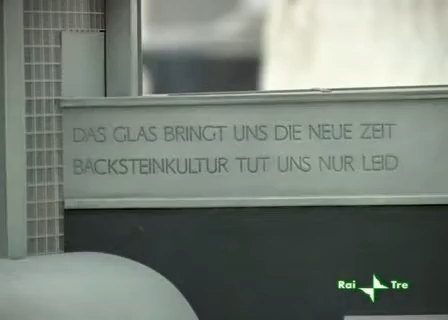 DAS GLAS BRINGT UNS DIE NEUE ZEIT
BACKSTEINKULTUR TUT UNS NUR LEID
Rai Tre